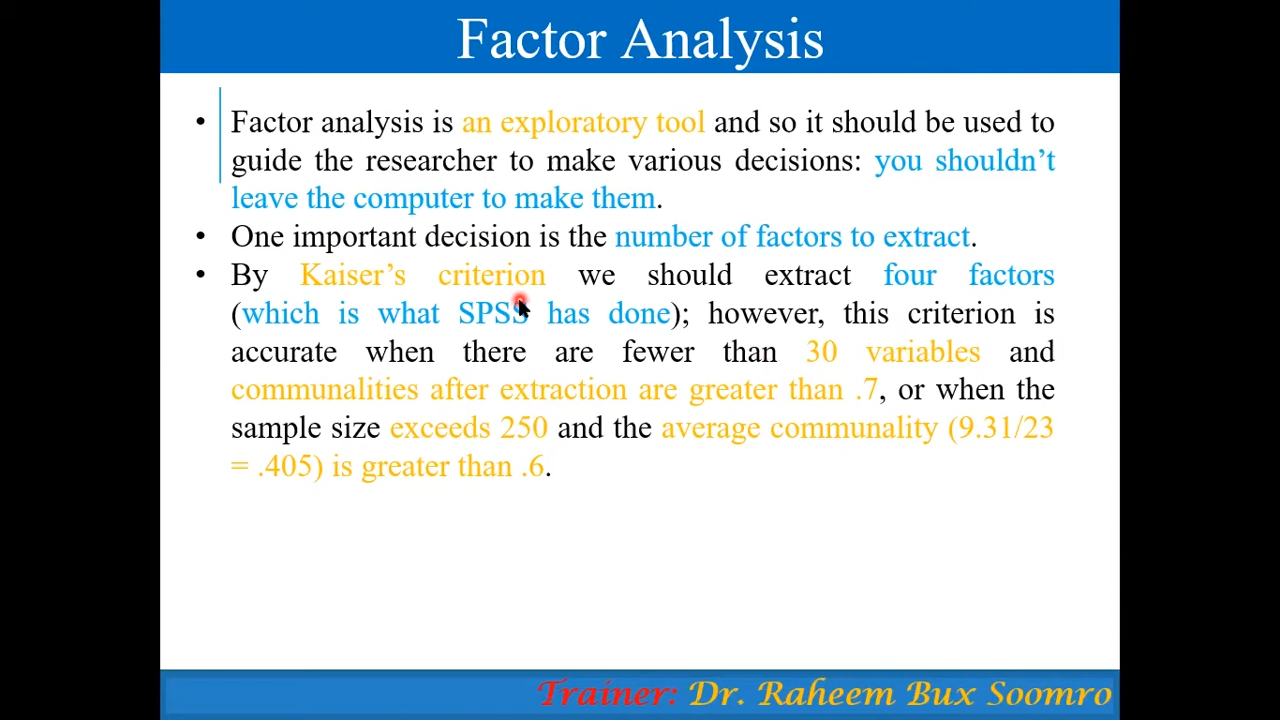 Factor Analysis
• Factor analysis is an exploratory tool and so it should be used to
guide the researcher to make various decisions: you shouldn’t
leave the computer to make them.
• One important decision is the number of factors to extract.
• By Kaiser’s criterion we should extract four factors
(which is what SPSS has done); however, this criterion is
accurate when there are fewer than 30 variables and
communalities after extraction are greater than .7, or when the
sample size exceeds 250 and the average communality (9.31/23
= .405) is greater than .6.
Trainer: Dr. Raheem Bux Soomro